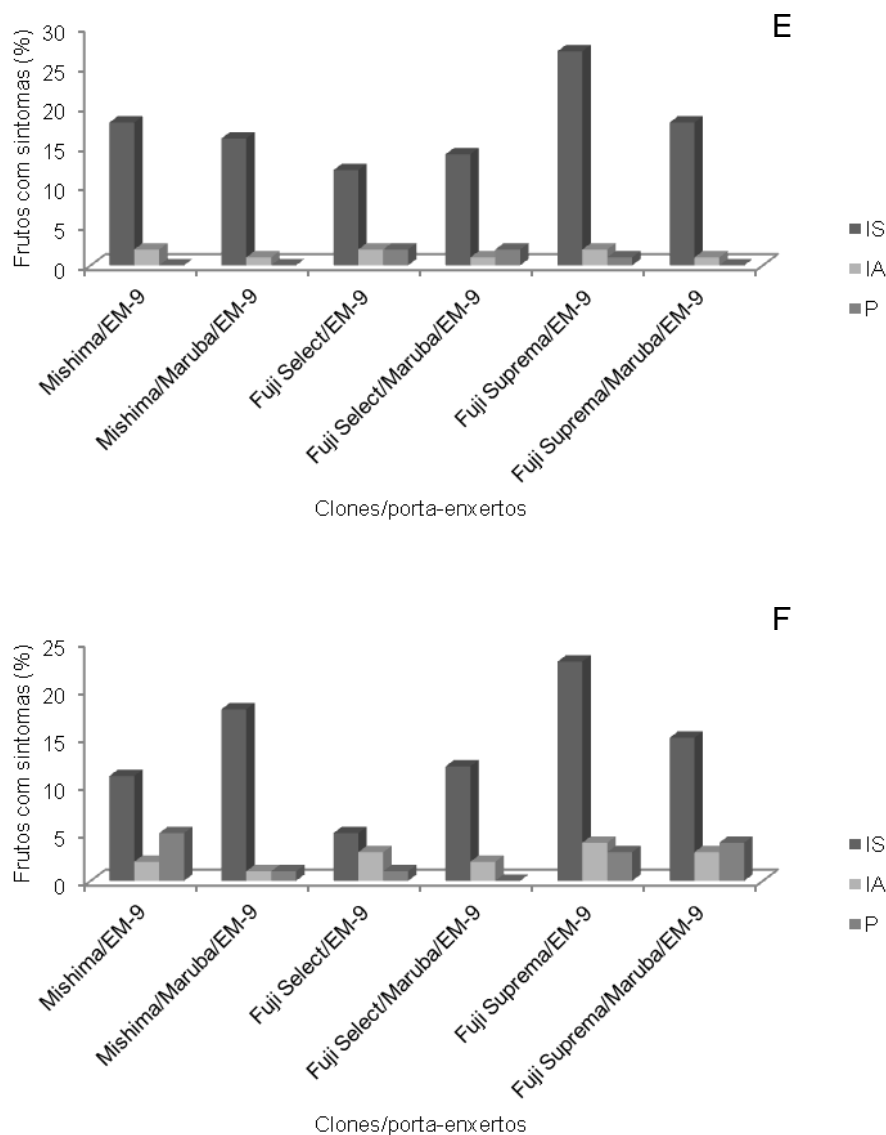 E
Frutos com sintomas (%)
30
25
20
15
10
5
0
Mishima/EM-9
Mishima/Maruba/EM-9
Fuji Select/EM-9
Fuji Select/Maruba/EM-9
Fuji Suprema/EM-9
Fuji Suprema/Maruba/EM-9
Clones/porta-enxertos
IS
IA
P
F
Frutos com sintomas (%)
25
20
15
10
5
0
Mishima/EM-9
Mishima/Maruba/EM-9
Fuji Select/EM-9
Fuji Select/Maruba/EM-9
Fuji Suprema/EM-9
Fuji Suprema/Maruba/EM-9
Clones/porta-enxertos
IS
IA
P